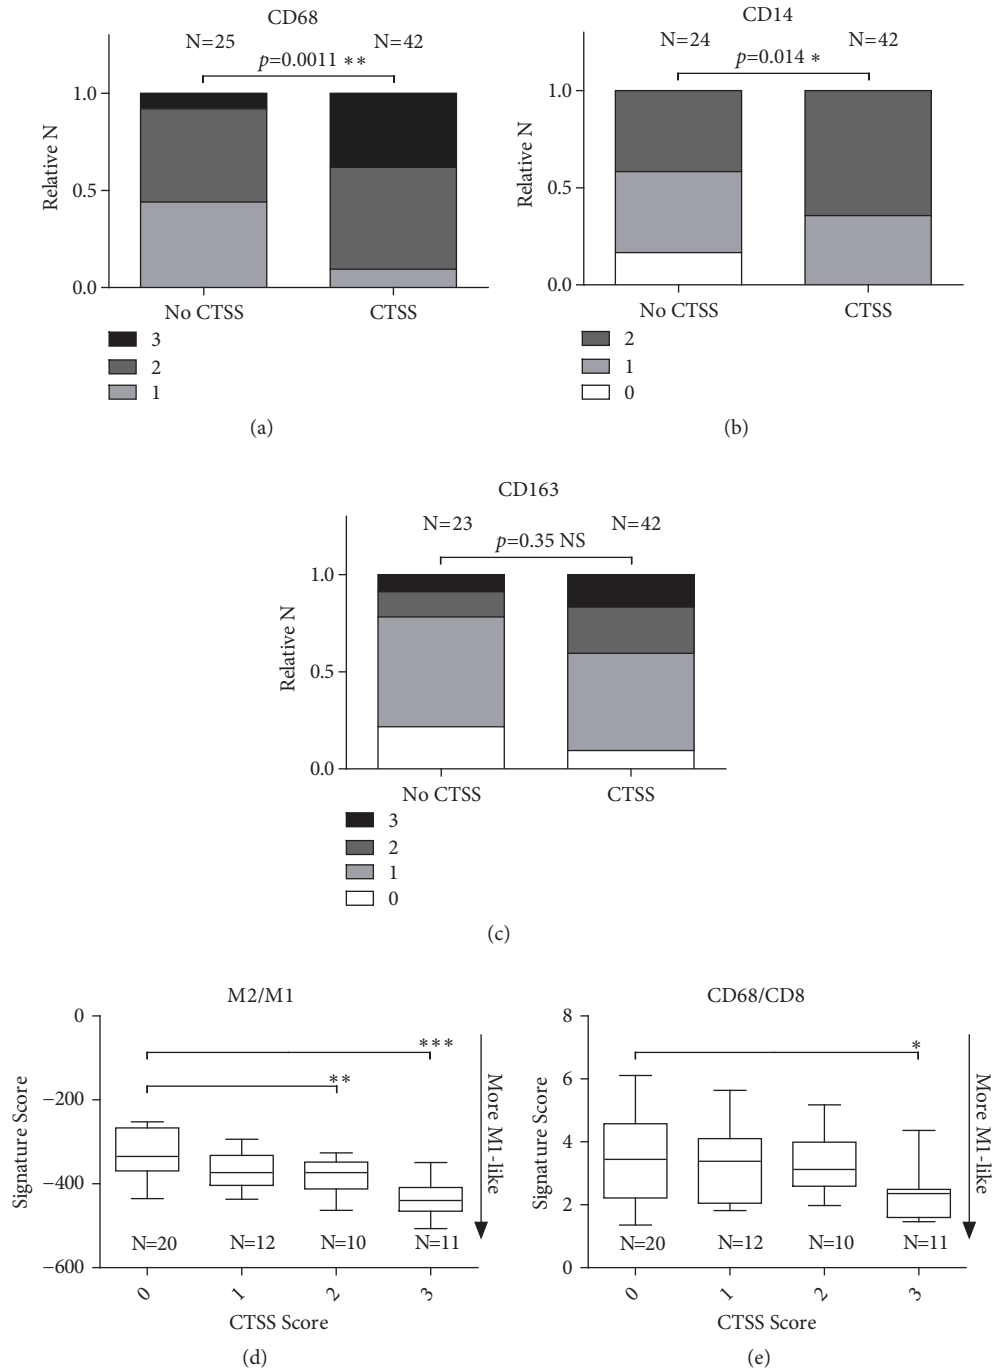 CD68
N=25 N=42
p=0.0011 **
1.0
0.5
0.0
Relative N
No CTSS CTSS
3
2
1
(a)
CD14
N=24 N=42
p=0.014 *
1.0
0.5
0.0
Relative N
No CTSS CTSS
2
1
0
(b)
CD163
N=23 N=42
p=0.35 NS
1.0
0.5
0.0
Relative N
No CTSS CTSS
3
2
1
0
(c)
M2/M1
0
−200
−400
−600
Signature Score
***
**
More M1-like
N=20 N=12 N=10 N=11
0 1 2 3
CTSS Score
(d)
CD68/CD8
8
6
4
2
0
Signature Score
*
More M1-like
N=20 N=12 N=10 N=11
0 1 2 3
CTSS Score
(e)